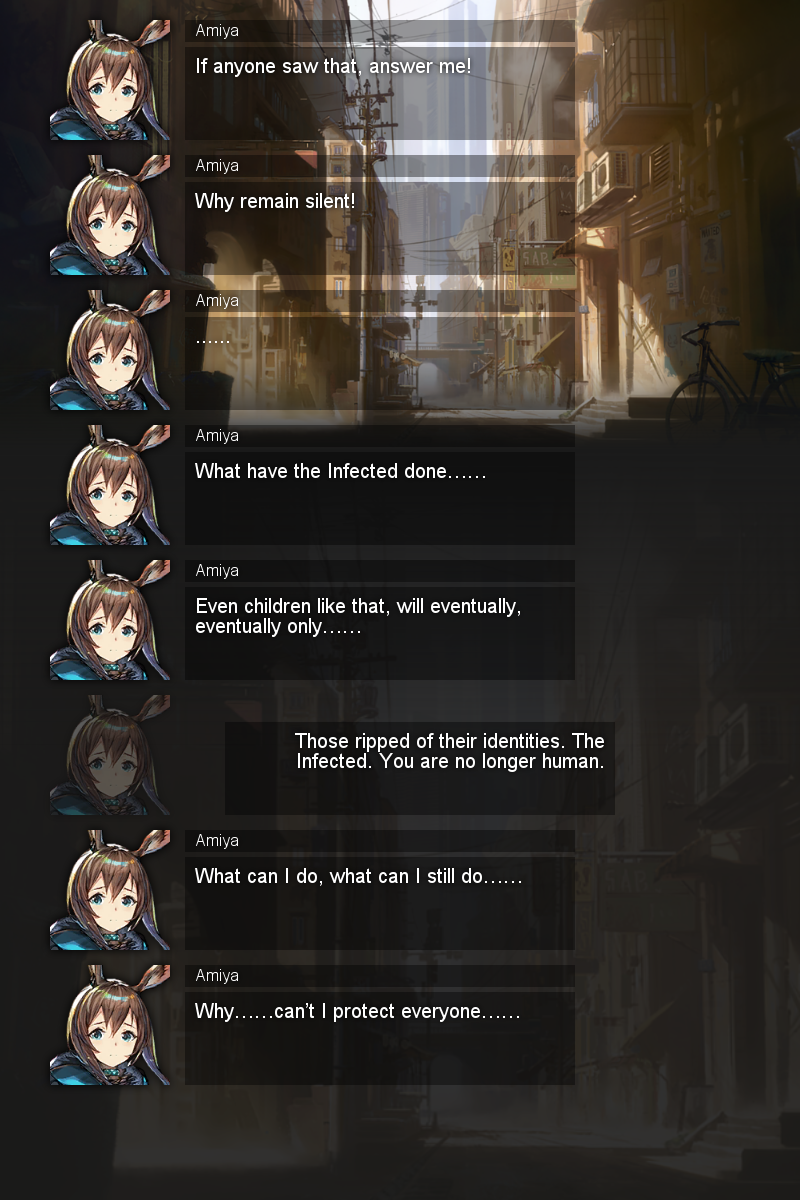 Amiya
If anyone saw that, answer me!
Amiya
Why remain silent!
Amiya
……
Amiya
What have the Infected done……
Amiya
Even children like that, will eventually,
eventually only……
Those ripped of their identities. The
Infected. You are no longer human.
Amiya
What can I do, what can I still do……
Amiya
Why……can't I protect everyone……